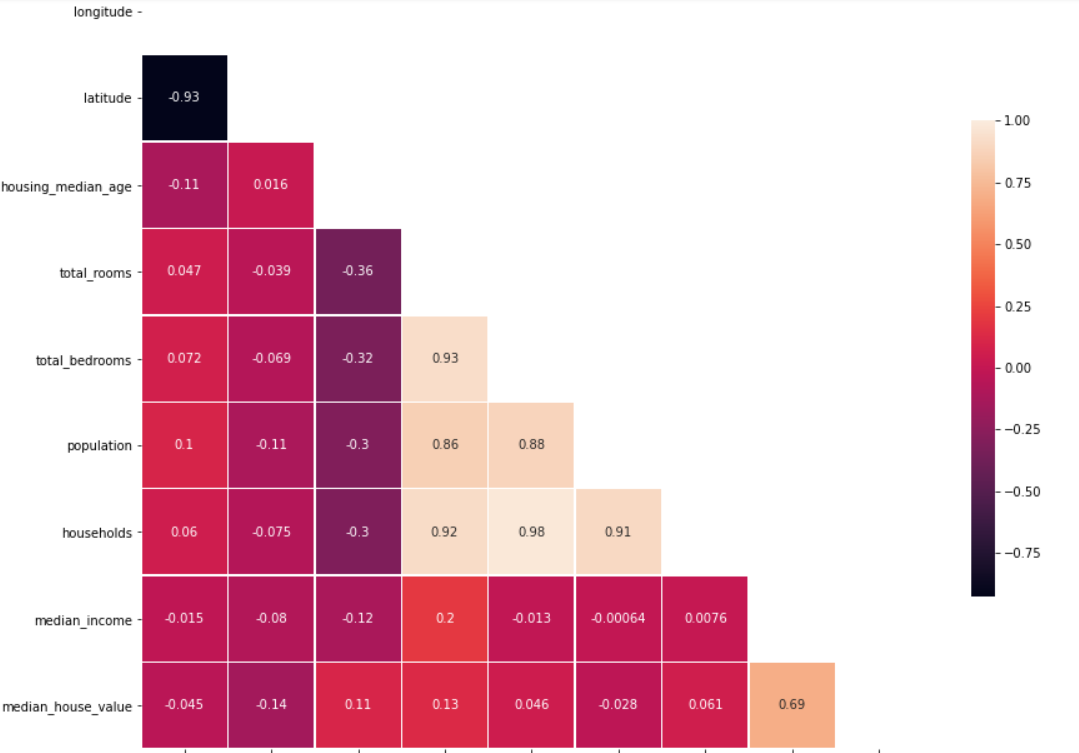 longitude
latitude -0.93
housing_median_age -0.11 0.016
total_rooms 0.047 -0.039 -0.36
total_bedrooms 0.072 -0.069 -0.32 0.93
population 0.1 -0.11 -0.3 0.86 0.88
households 0.06 -0.075 -0.3 0.92 0.98 0.91
median_income -0.015 -0.08 -0.12 0.2 -0.013 -0.00064 0.0076
median_house_value -0.045 -0.14 0.11 0.13 0.046 -0.028 0.061 0.69
1.00
0.75
0.50
0.25
0.00
−0.25
−0.50
−0.75